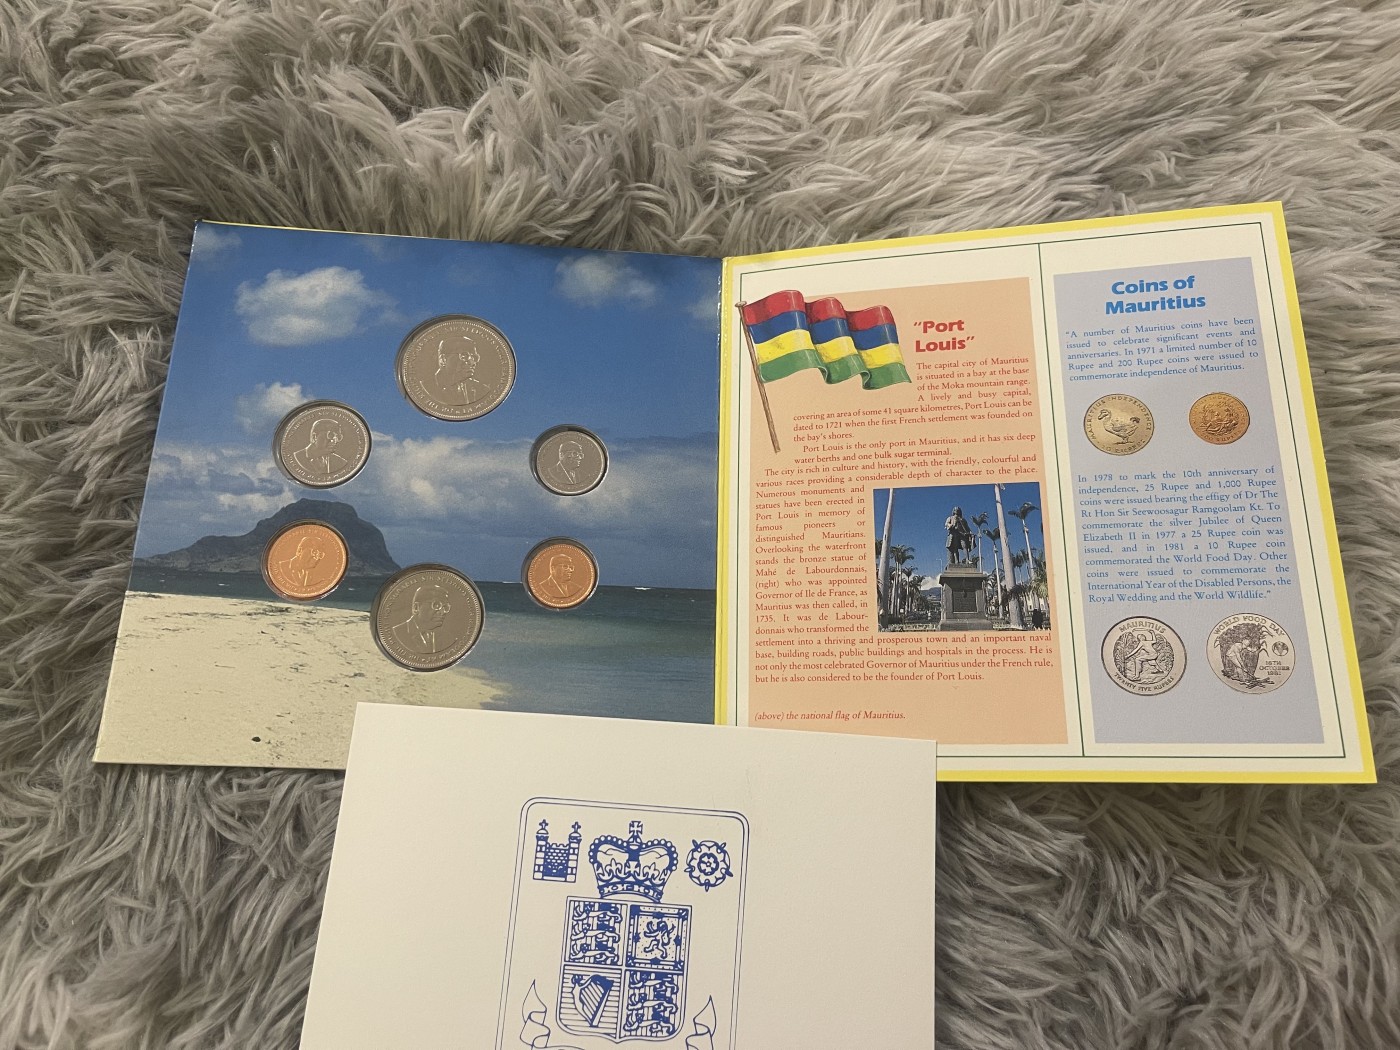 "Port
Louis"
The capital city of Mauritius
is situated in a bay at the base
of the Moka mountain range.
A lively and busy capital,
covering an area of some 41 square kilometres, Port Louis can be
dated to 1721 when the first French settlement was founded on
the bay's shores.
Port Louis is the only port in Mauritius, and it has six deep
water berths and one bulk sugar terminal.
The city is rich in culture and history, with the friendly, colourful and
various races providing a considerable depth of character to the place.
Numerous monuments and
statues have been erected in
Port Louis in memory of
famous pioneers or
distinguished Mauritians.
Overlooking the waterfront
stands the bronze statue of
Mahé de Labourdonnais,
(right) who was appointed
Governor of Ile de France, as
Mauritius was then called, in
1735. It was de Labour-
donnais who transformed the
settlement into a thriving and prosperous town and an important naval
base, building roads, public buildings and hospitals in the process. He is
not only the most celebrated Governor of Mauritius under the French rule,
but he is also considered to be the founder of Port Louis.
(above) the national flag of Mauritius.
Coins of
Mauritius
"A number of Mauritius coins have been
issued to celebrate significant events and
anniversaries. In 1971 a limited number of 10
Rupee and 200 Rupee coins were issued to
commemorate independence of Mauritius.
MAURITIUS INDEPENDENCE
In 1978 to mark the 10th anniversary of
independence, 25 Rupee and 1,000 Rupee
coins were issued bearing the effigy of Dr The
Rt Hon Sir Seewoosagur Ramgoolam Kt. To
commemorate the silver Jubilee of Queen
Elizabeth II in 1977 a 25 Rupee coin was
issued, and in 1981 a 10 Rupee coin
commemorated the World Food Day. Other
coins were issued to commemorate the
International Year of the Disabled Persons, the
Royal Wedding and the World Wildlife."
MAURITIUS
TWENTY FIVE RUPEES
WORLD FOOD DAY
16TH
OCTOBER
1981